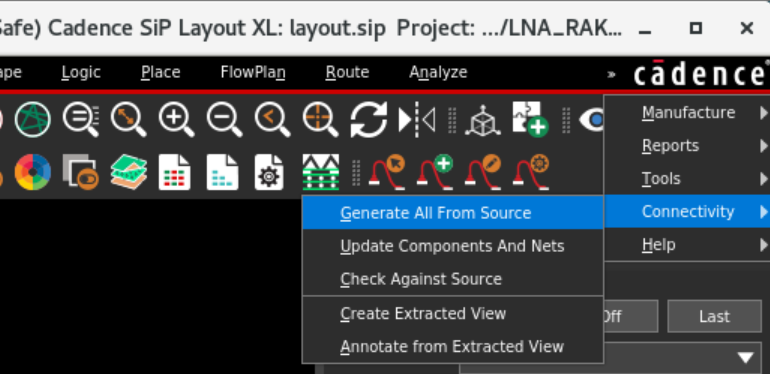 Safe) Cadence SiP Layout XL: layout.sip Project: .../LNA_RAK...
ape Logic Place FlowPlan Route Analyze » cādence
Manufacture
Reports
Tools
Connectivity
Help
Generate All From Source
Update Components And Nets
Check Against Source
Create Extracted View
Annotate from Extracted View
Off Last